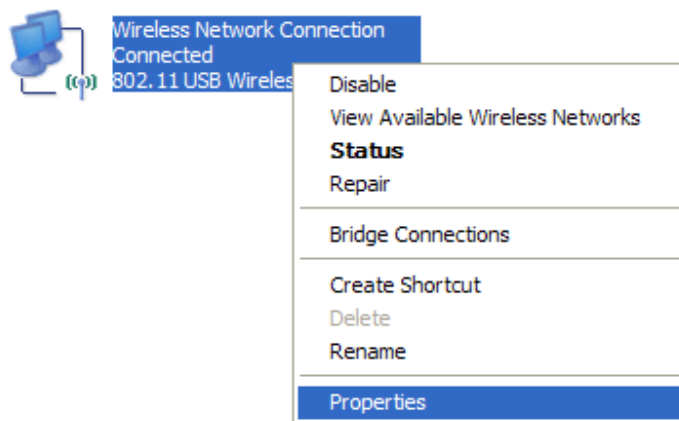 Wireless Network Connection
Connected
802.11 USB
Disable
View Available Wireless Networks
Status
Repair
Bridge Connections
Create Shortcut
Delete
Rename
Properties